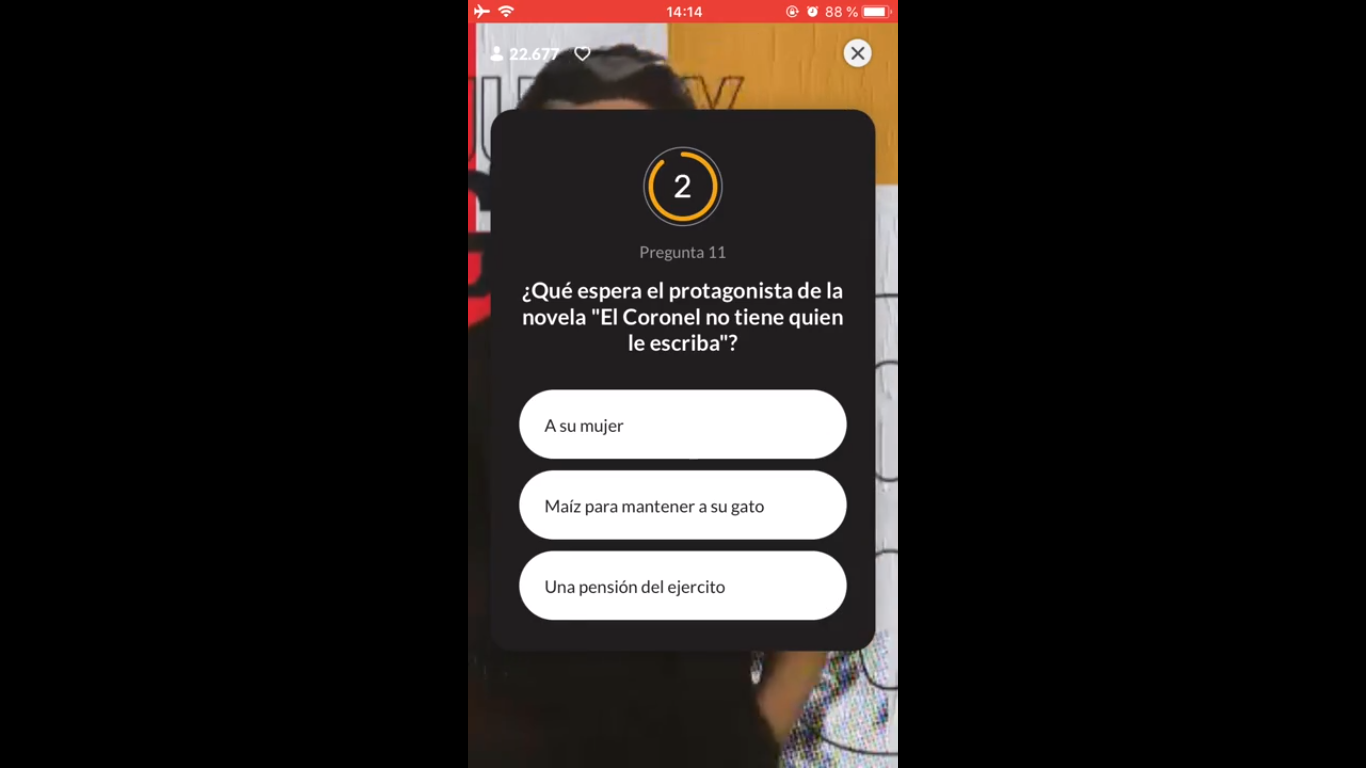 14:14
88 %
22.677
2
Pregunta 11
¿Qué espera el protagonista de la
novela "El Coronel no tiene quien
le escriba"?
A su mujer
Maíz para mantener a su gato
Una pensión del ejercito